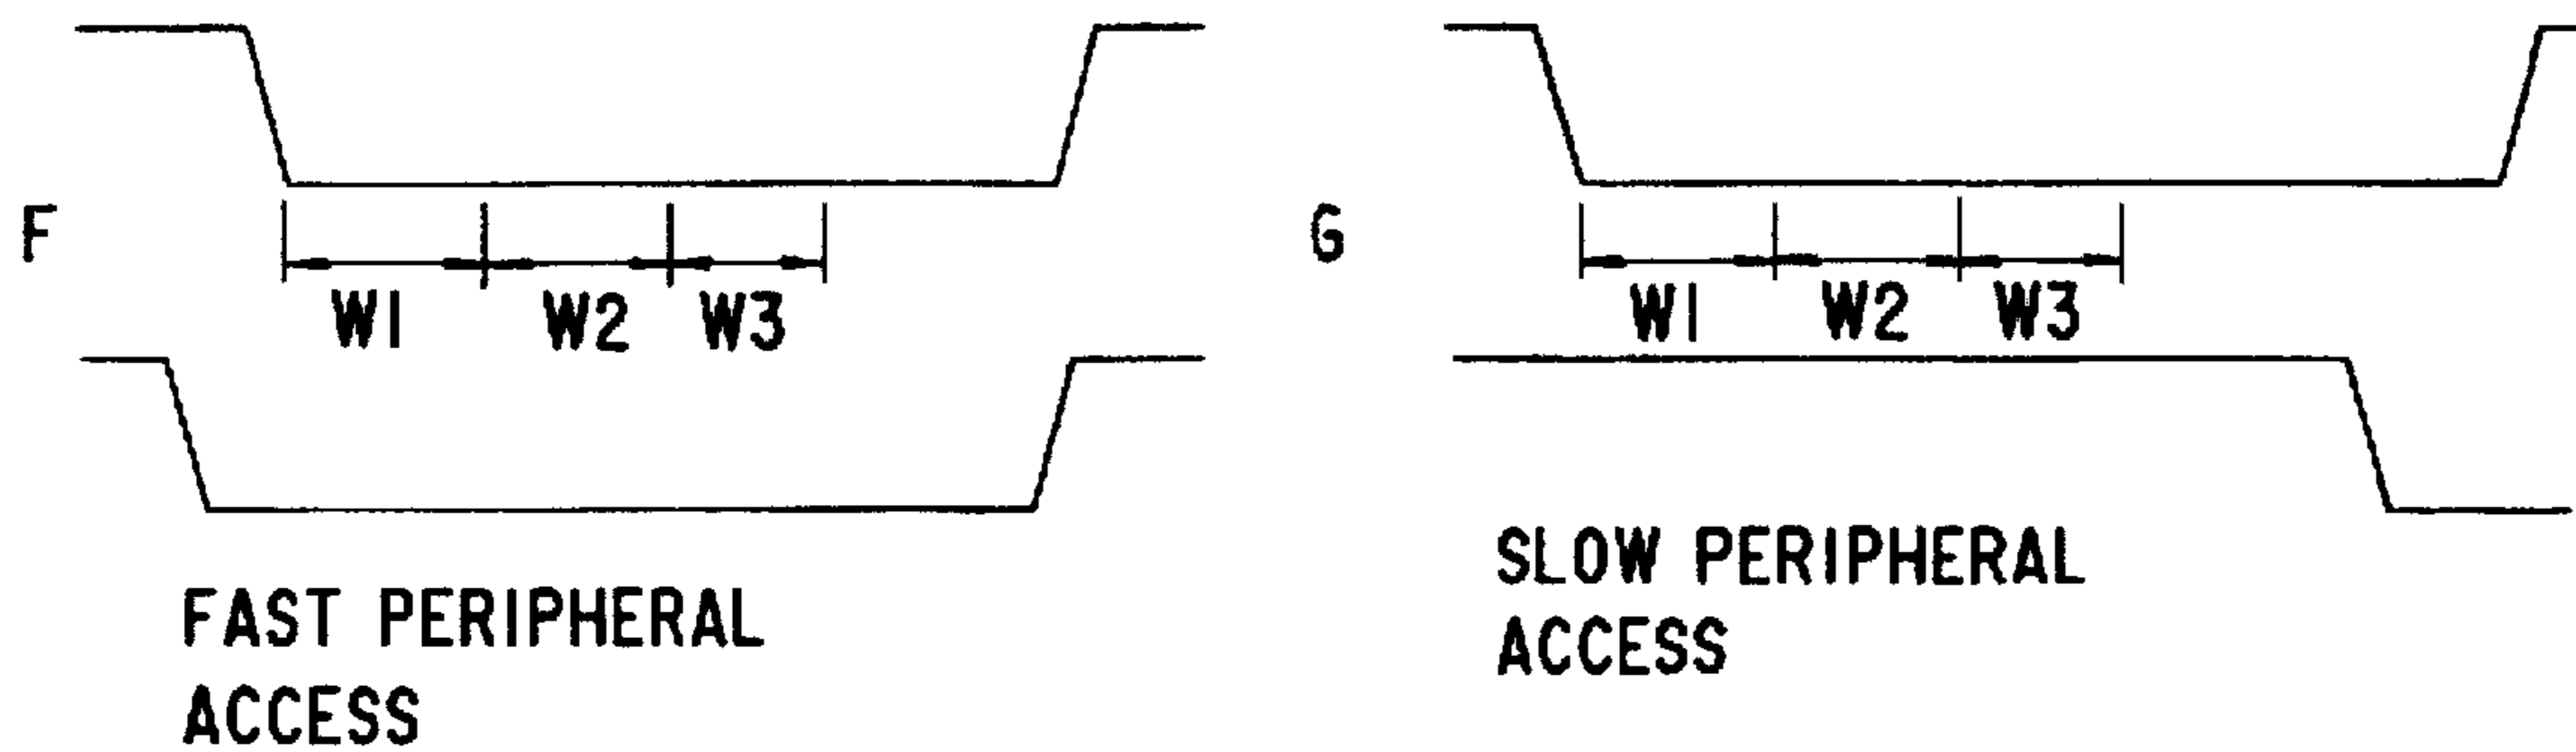 F
W1 W2 W3
FAST PERIPHERAL
ACCESS
G
W1 W2 W3
SLOW PERIPHERAL
ACCESS